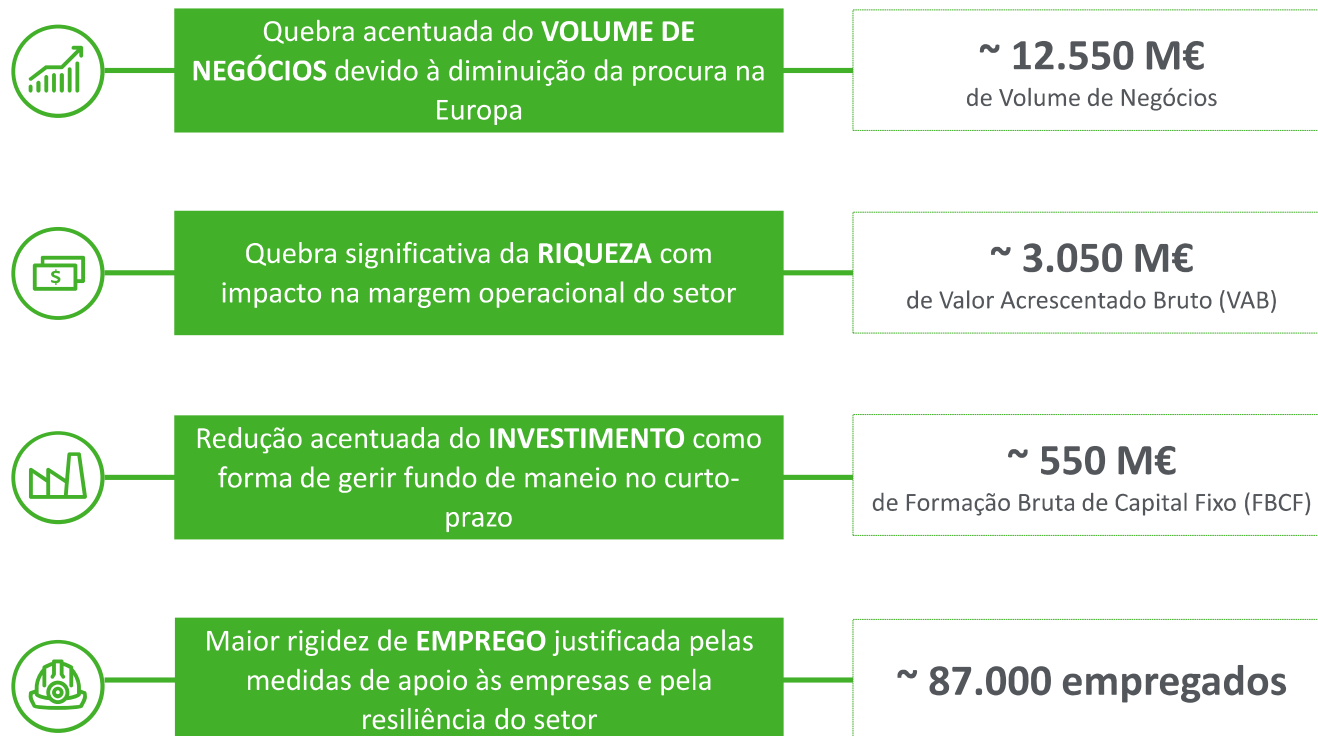 Quebra acentuada do VOLUME DE
NEGÓCIOS devido à diminuição da procura na
Europa
~ 12.550 M€
de Volume de Negócios
$
Quebra significativa da RIQUEZA com
impacto na margem operacional do setor
~ 3.050 M€
de Valor Acrescentado Bruto (VAB)
Redução acentuada do INVESTIMENTO como
forma de gerir fundo de maneio no curto-
prazo
~ 550 M€
de Formação Bruta de Capital Fixo (FBCF)
Maior rigidez de EMPREGO justificada pelas
medidas de apoio às empresas e pela
resiliência do setor
~ 87.000 empregados